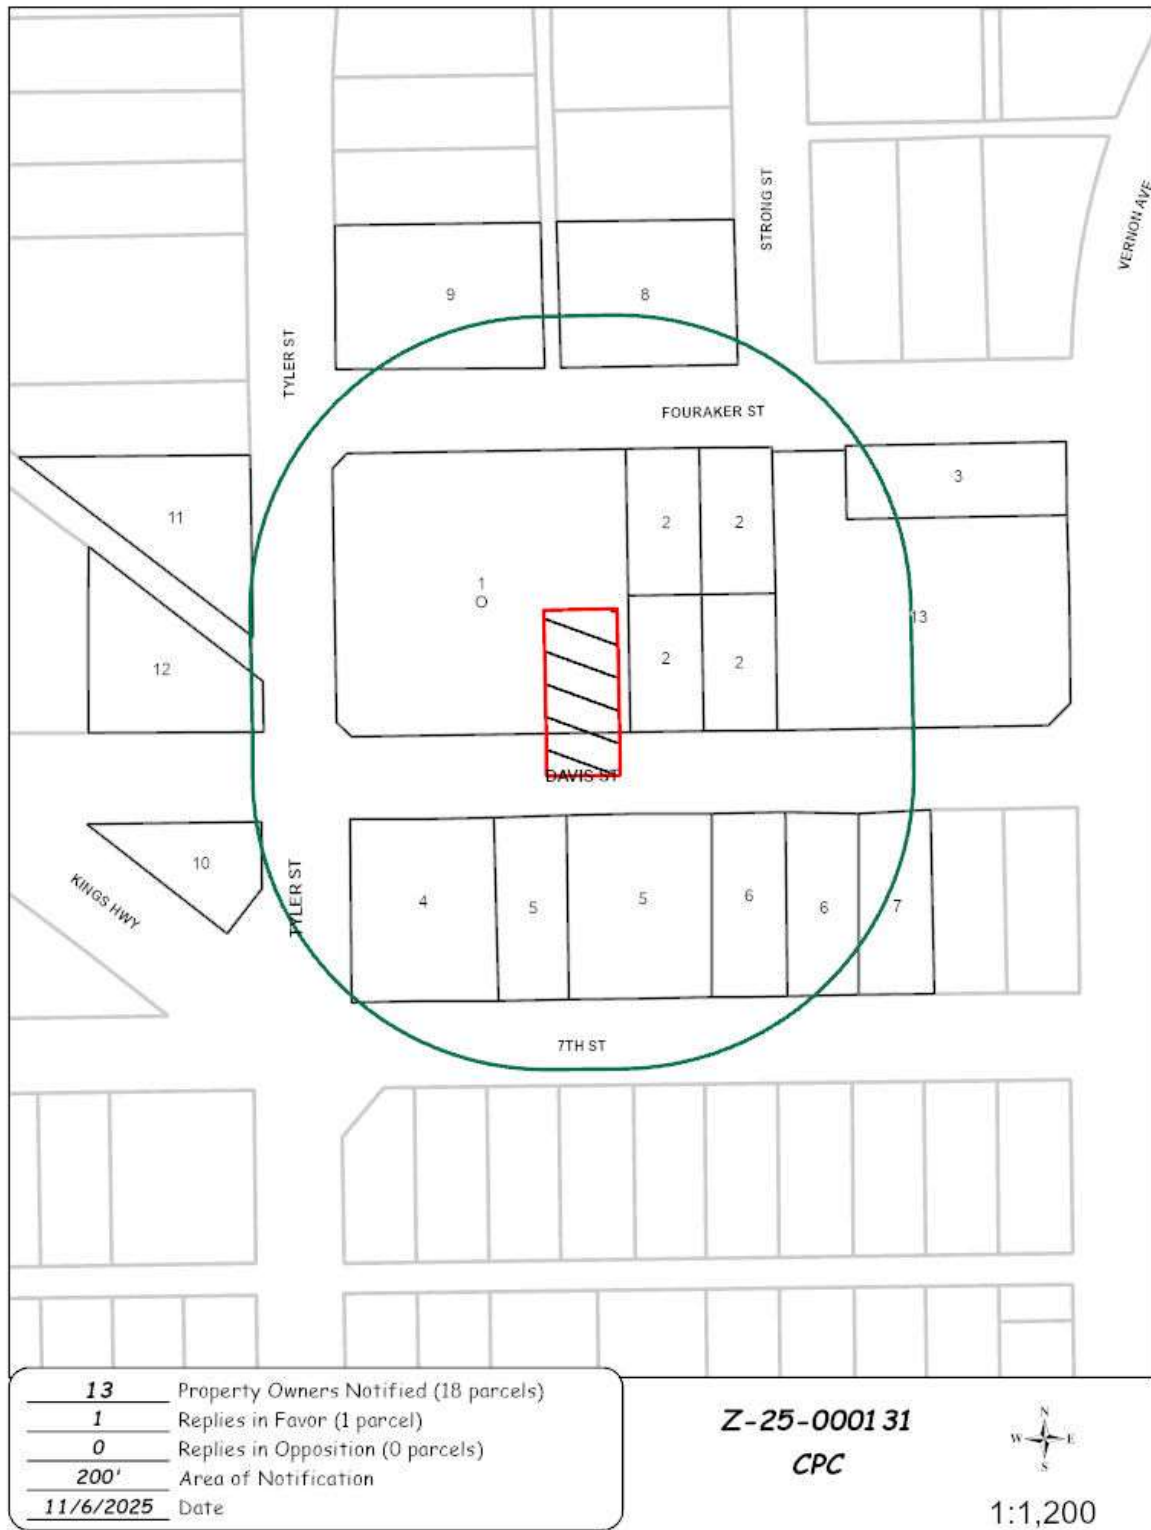 STRONG ST
VERNON AVE
9
8
TYLER ST
FOURAKER ST
3
11
2
2
1
O
13
12
2
2
DAVIS ST
10
KINGS HWY
TYLER ST
4
5
5
6
6
7
7TH ST
13 Property Owners Notified (18 parcels)
1 Replies in Favor (1 parcel)
0 Replies in Opposition (0 parcels)
200' Area of Notification
11/6/2025 Date
Z-25-000131
CPC
N
W E
S
1:1,200